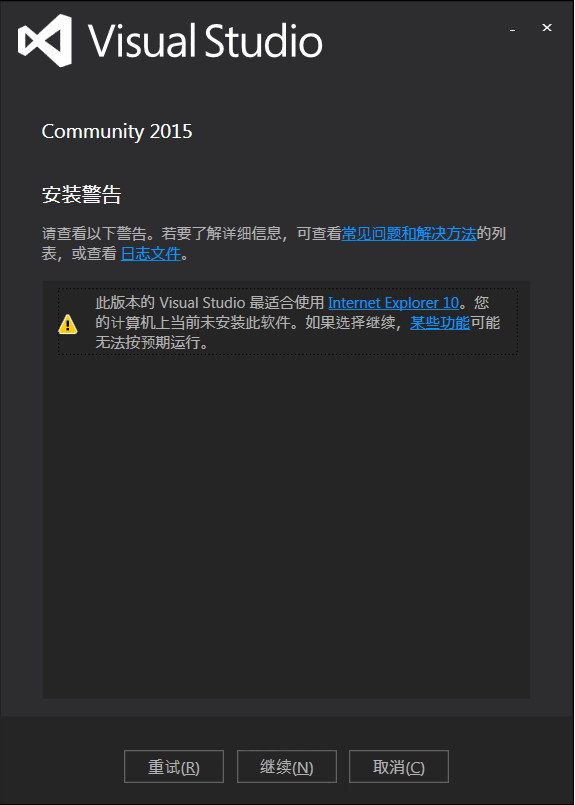 Visual Studio
Community 2015
安装警告
请查看以下警告。若要了解详细信息，可查看常见问题和解决方法的列
表，或查看 日志文件。
此版本的 Visual Studio 最适合使用 Internet Explorer 10。您
的计算机上当前未安装此软件。如果选择继续，某些功能可能
无法按预期运行。
重试(R) 继续(N) 取消(C)